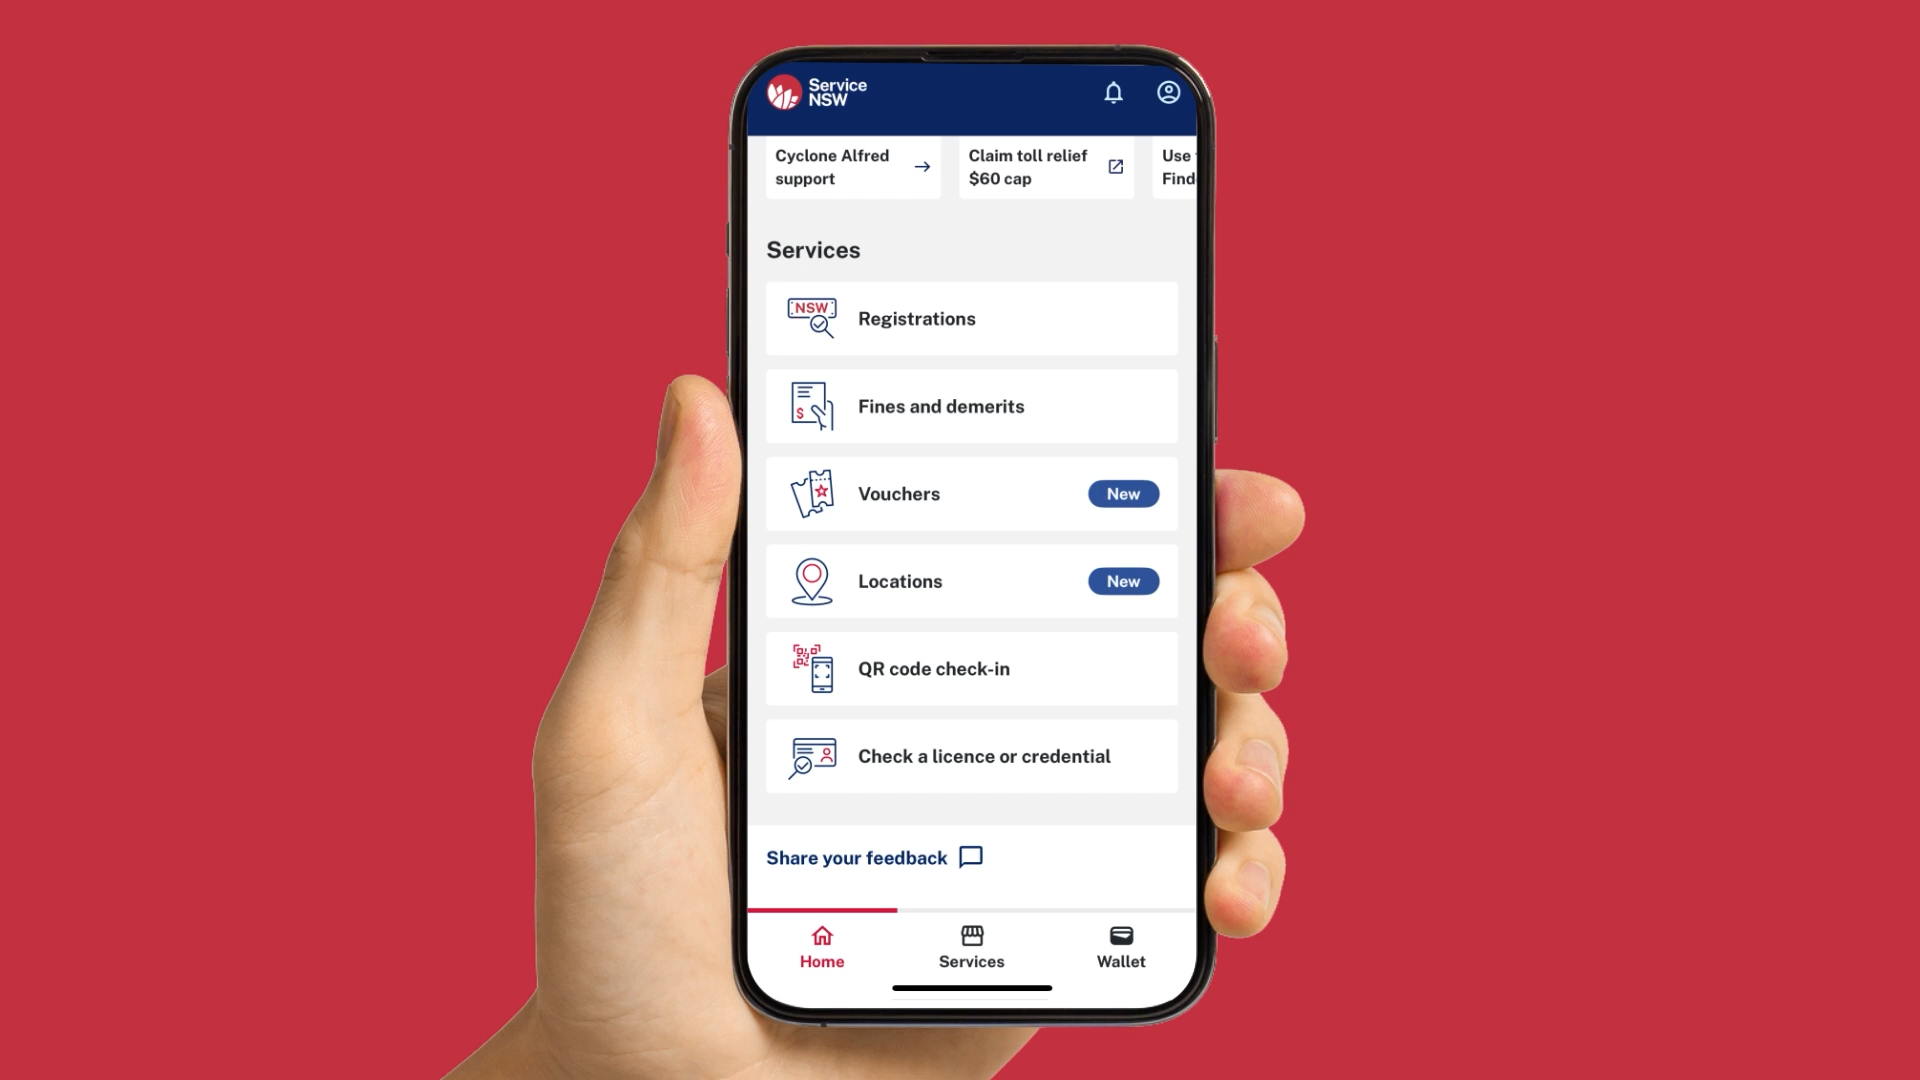 Service
NSW
Cyclone Alfred
support
Claim toll relief
$60 cap
Use
Find
Services
NSW
Registrations
$
Fines and demerits
Vouchers
New
Locations
New
QR code check-in
Check a licence or credential
Share your feedback
Home
Services
Wallet